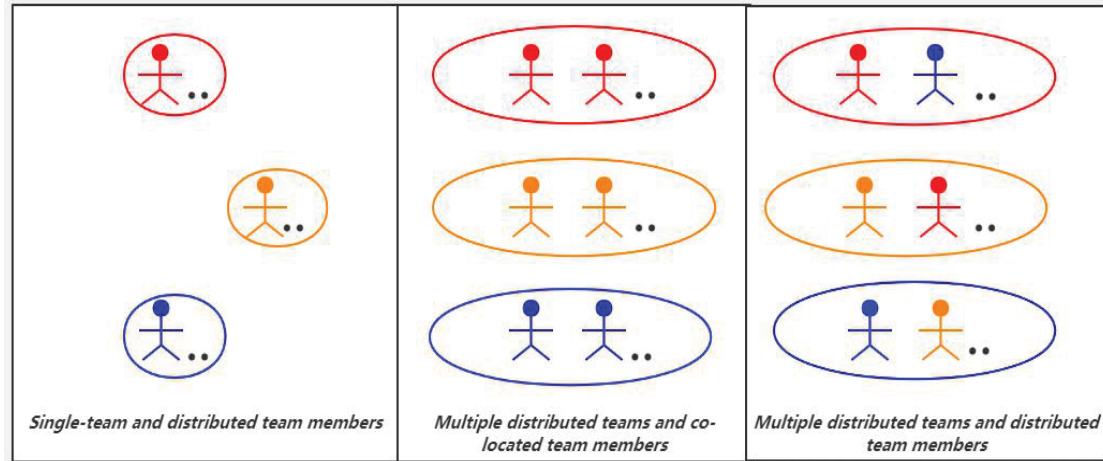 Single-team and distributed team members
Multiple distributed teams and co-
located team members
Multiple distributed teams and distributed
team members